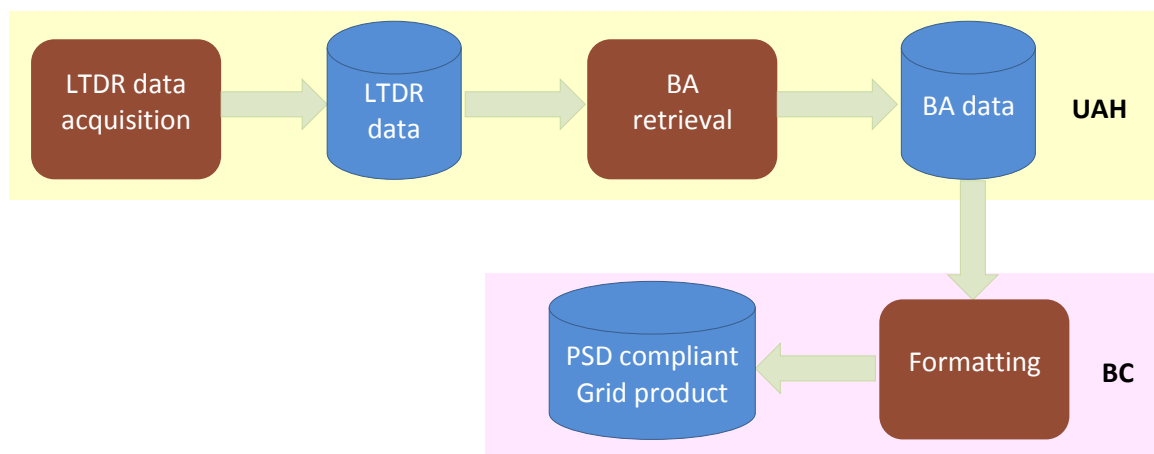 LTDR data
acquisition
LTDR
data
BA
retrieval
BA data
UAH
PSD compliant
Grid product
Formatting
BC